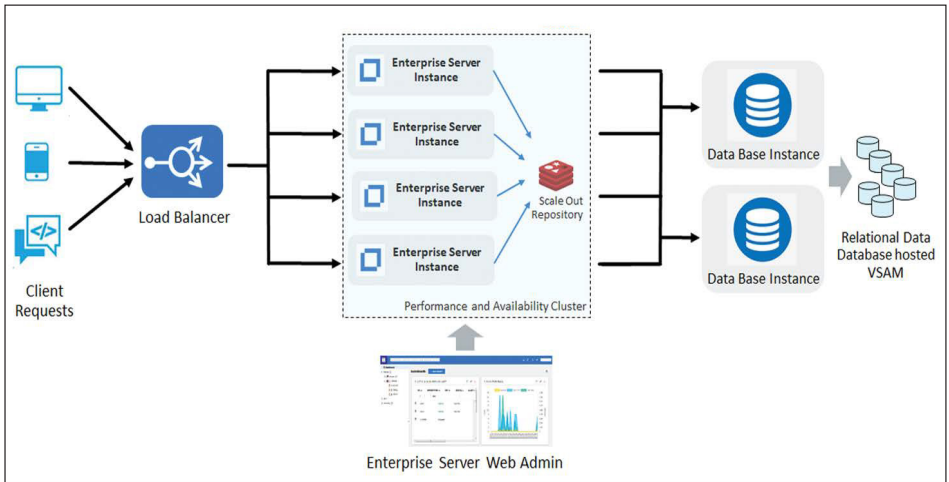 Client
Requests
</>
Load Balancer
Enterprise Server
Instance
Enterprise Server
Instance
Enterprise Server
Instance
Enterprise Server
Instance
Scale Out
Repository
Performance and Availability Cluster
Data Base Instance
Data Base Instance
Relational Data
Database hosted
VSAM
Enterprise Server Web Admin